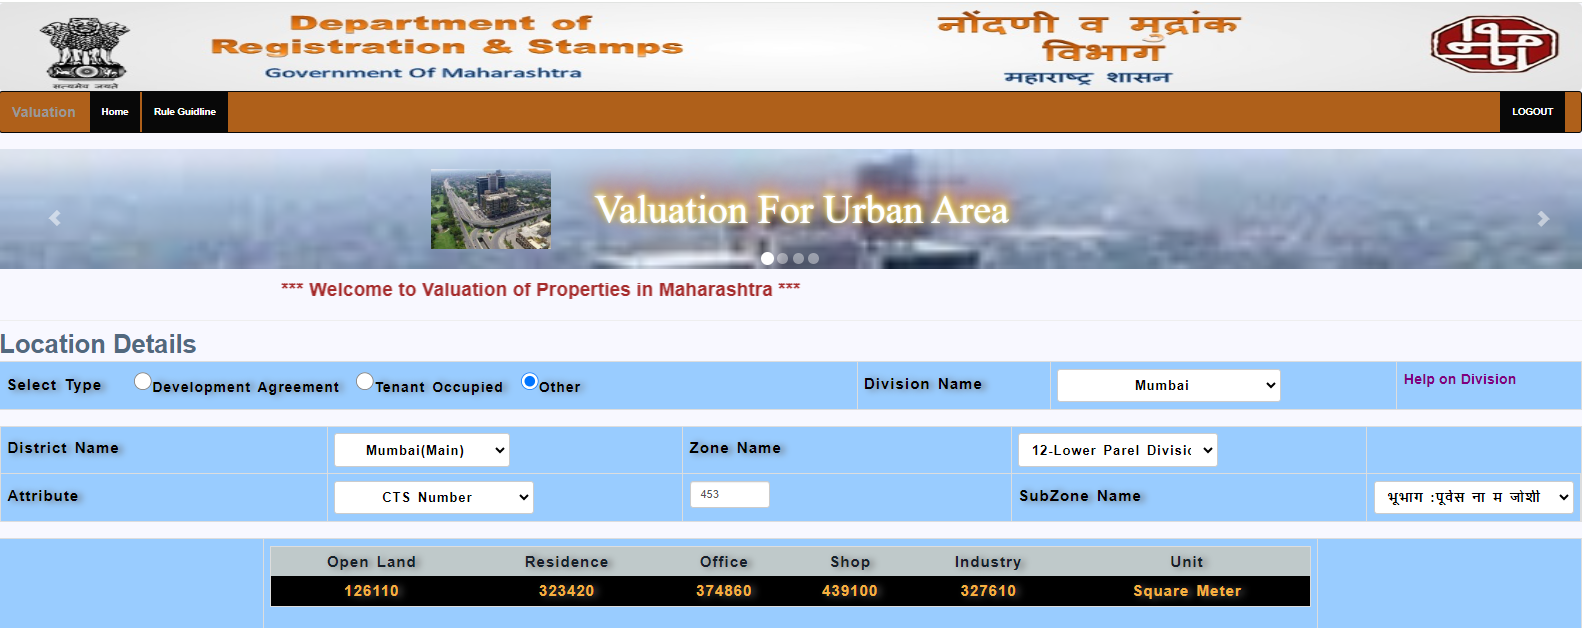 Department of
Registration & Stamps
Government Of Maharashtra
सत्यमेव जयते
नोंदणी व मुद्रांक
विभाग
महाराष्ट्र शासन
Valuation Home Rule Guidline LOGOUT
Valuation For Urban Area
*** Welcome to Valuation of Properties in Maharashtra ***
Location Details
Select Type Development Agreement Tenant Occupied Other Division Name Mumbai Help on Division
District Name Mumbai(Main) Zone Name 12-Lower Parel Divisic
Attribute CTS Number 453 SubZone Name भूभाग :पूर्वेस ना म जोशी
Open Land Residence Office Shop Industry Unit
126110 323420 374860 439100 327610 Square Meter